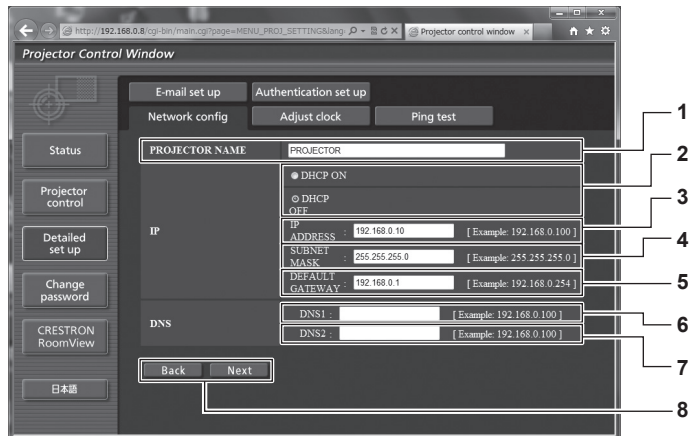 http://192.168.0.8/cgi-bin/main.cgi?page=MENU_PROJ_SETTING&lang:
Projector control window
Projector Control Window
E-mail set up
Authentication set up
Network config
Adjust clock
Ping test
Status
Projector
control
Detailed
set up
Change
password
CRESTRON
RoomView
日本語
PROJECTOR NAME
PROJECTOR
IP
DHCP ON
DHCP
OFF
IP
ADDRESS : 192.168.0.10 [ Example: 192.168.0.100 ]
SUBNET
MASK : 255.255.255.0 [ Example: 255.255.255.0 ]
DEFAULT
GATEWAY : 192.168.0.1 [ Example: 192.168.0.254 ]
DNS
DNS1 : [ Example: 192.168.0.100 ]
DNS2 : [ Example: 192.168.0.100 ]
Back
Next
1
2
3
4
5
6
7
8